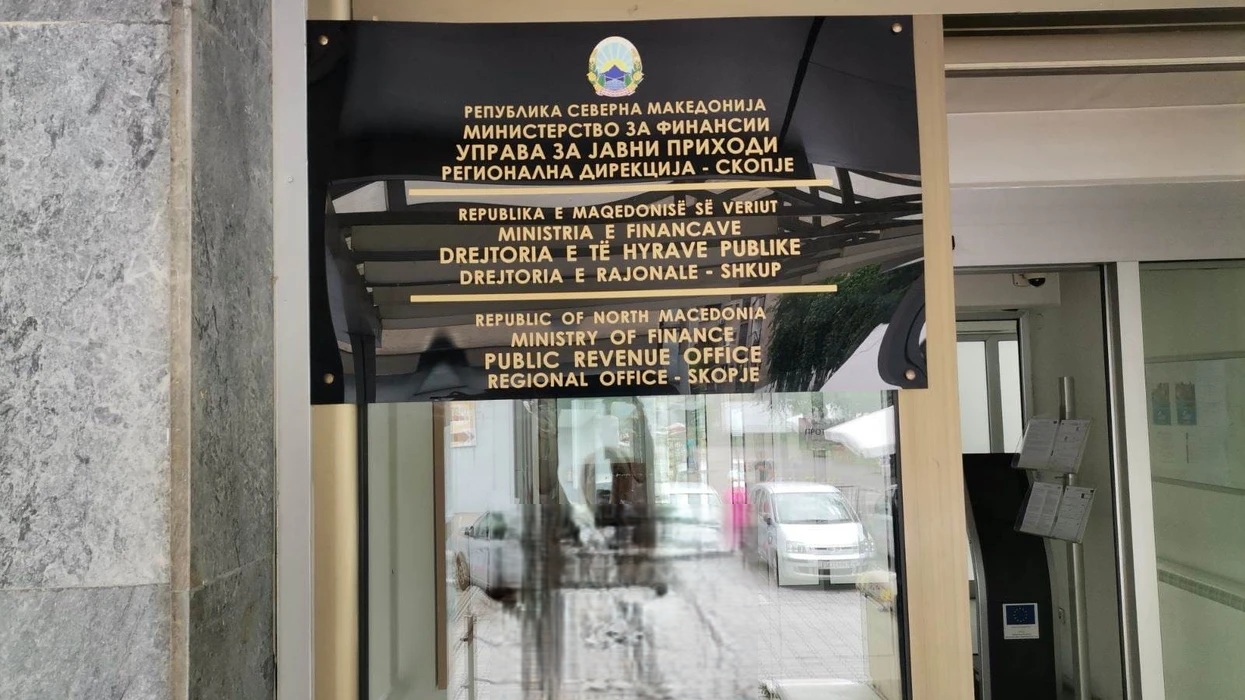 РЕПУБЛИКА СЕВЕРНА МАКЕДОНИЈА
МИНИСТЕРСТВО ЗА ФИНАНСИИ
УПРАВА ЗА ЈАВНИ ПРИХОДИ
РЕГИОНАЛНА ДИРЕКЦИЈА - СКОПЈЕ
REPUBLIKA E MAQEDONISË SË VERIUT
MINISTRIA E FINANCAVE
DREJTORIA E TË HYRAVE PUBLIKE
DREJTORIA E RAJONALE - SHKUP
REPUBLIC OF NORTH MACEDONIA
MINISTRY OF FINANCE
PUBLIC REVENUE OFFICE
REGIONAL OFFICE - SKOPJE